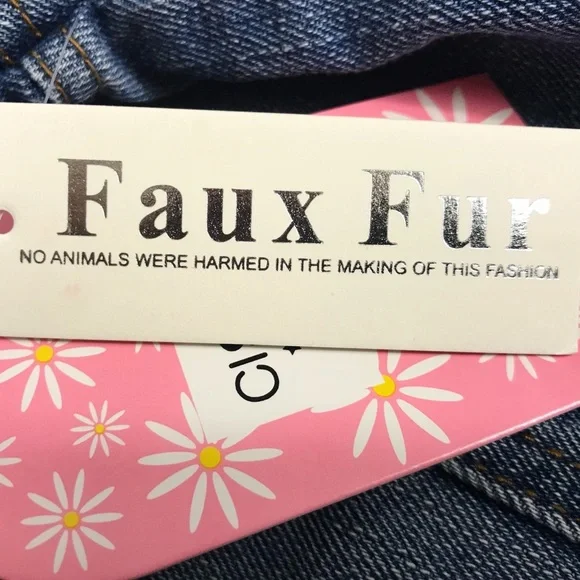 Faux Fur
NO ANIMALS WERE HARMED IN THE MAKING OF THIS FASHION